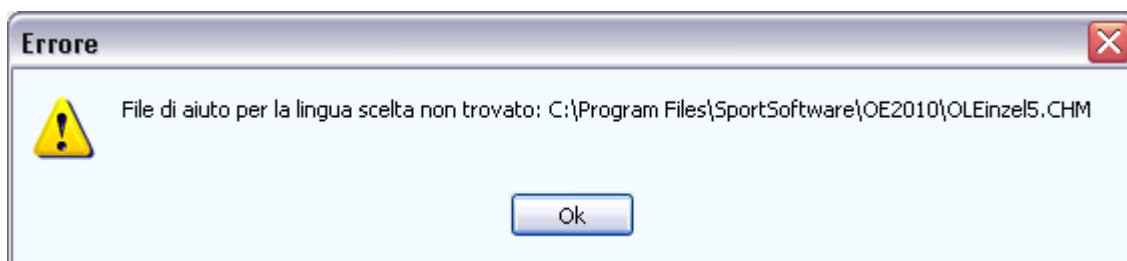 Errore
File di aiuto per la lingua scelta non trovato: C:\Program Files\SportSoftware\OE2010\OLEinzel5.CHM
Ok